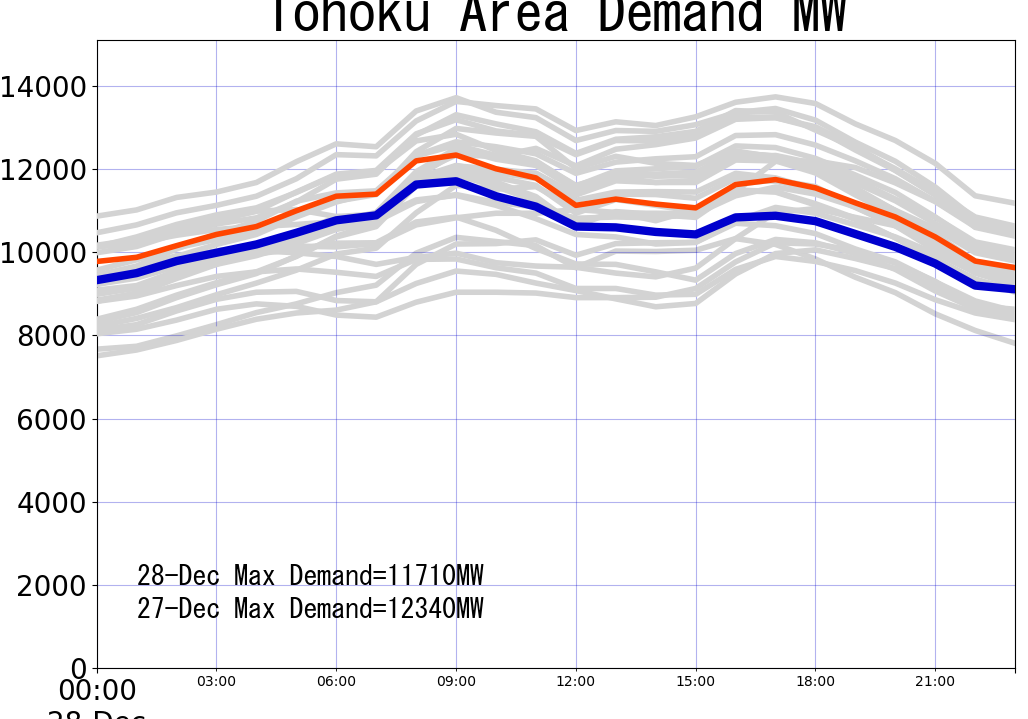 Tohoku Area Demand MW
14000
12000
10000
8000
6000
4000
2000
0
28-Dec Max Demand=11710MW
27-Dec Max Demand=12340MW
00:00 03:00 06:00 09:00 12:00 15:00 18:00 21:00
28-Dec